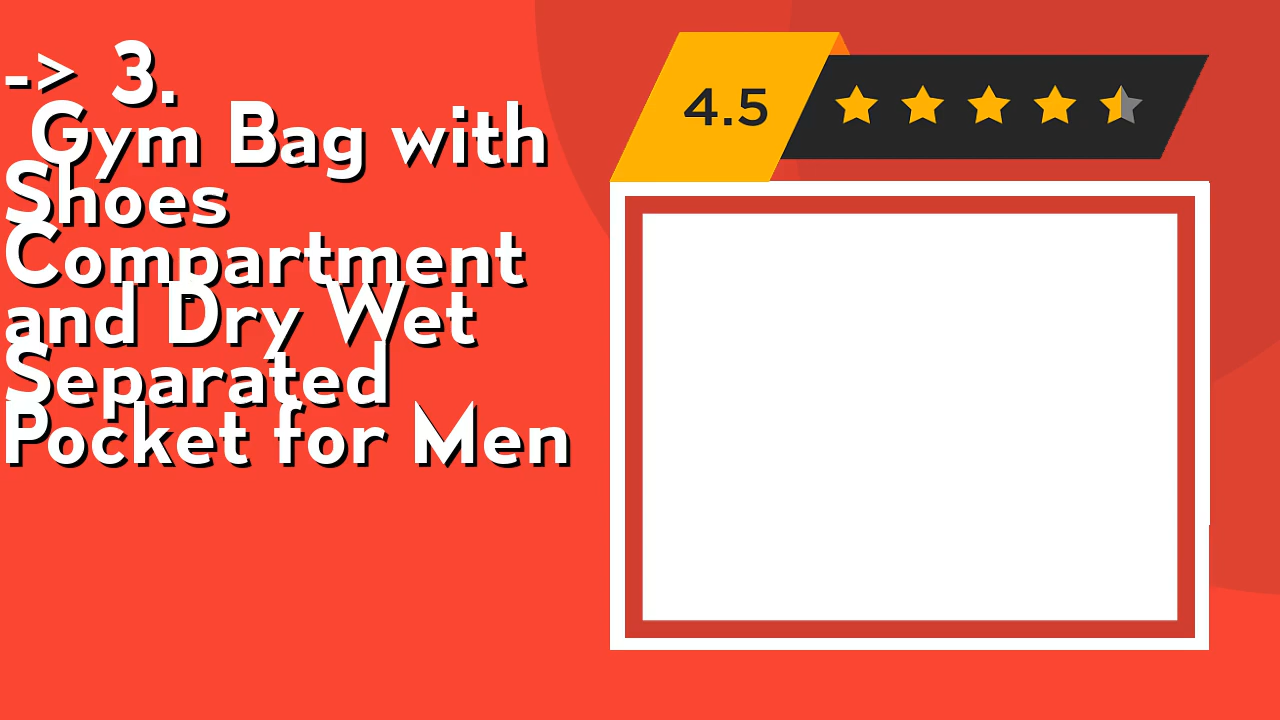 -> 3.
Gym Bag with
Shoes
Compartment
and Dry Wet
Separated
Pocket for Men
4.5